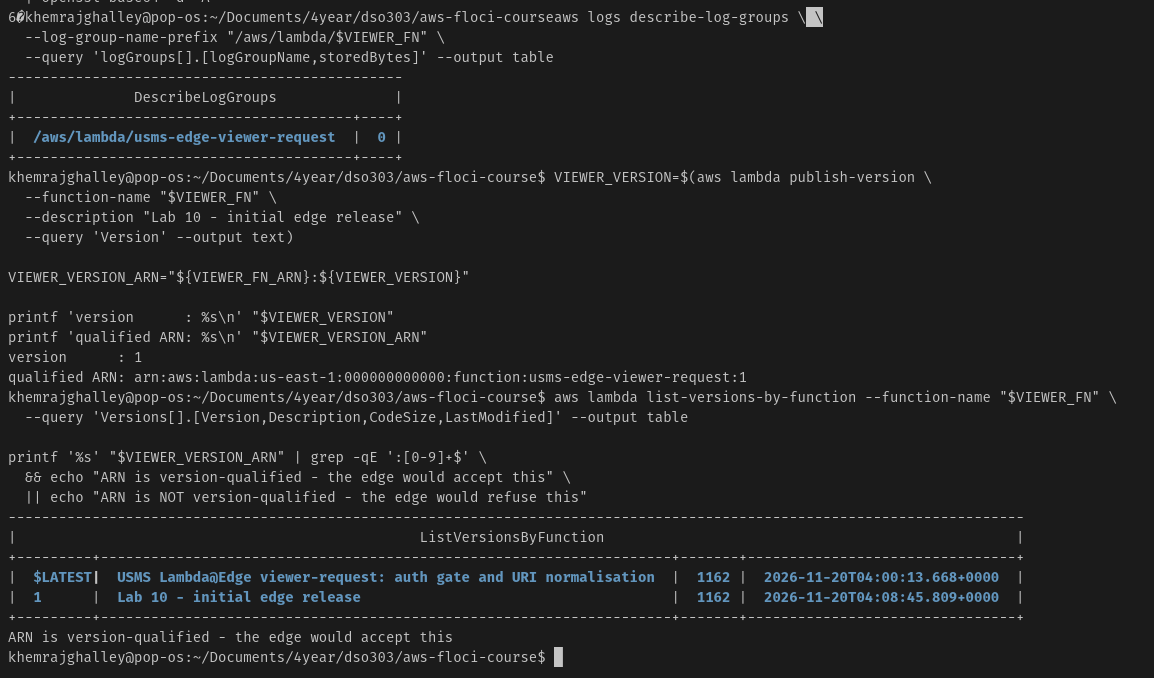 6�khemrajghalley@pop-os:~/Documents/4year/dso303/aws-floci-courseaws logs describe-log-groups \ \
  --log-group-name-prefix "/aws/lambda/$VIEWER_FN" \
  --query 'logGroups[].[logGroupName,storedBytes]' --output table
-----------------------------------------------
|              DescribeLogGroups              |
+----------------------------------------+----+
|  /aws/lambda/usms-edge-viewer-request  |  0 |
+----------------------------------------+----+
khemrajghalley@pop-os:~/Documents/4year/dso303/aws-floci-course$ VIEWER_VERSION=$(aws lambda publish-version \
  --function-name "$VIEWER_FN" \
  --description "Lab 10 - initial edge release" \
  --query 'Version' --output text)

VIEWER_VERSION_ARN="${VIEWER_FN_ARN}:${VIEWER_VERSION}"

printf 'version      : %s\n' "$VIEWER_VERSION"
printf 'qualified ARN: %s\n' "$VIEWER_VERSION_ARN"
version      : 1
qualified ARN: arn:aws:lambda:us-east-1:000000000000:function:usms-edge-viewer-request:1
khemrajghalley@pop-os:~/Documents/4year/dso303/aws-floci-course$ aws lambda list-versions-by-function --function-name "$VIEWER_FN" \
  --query 'Versions[].[Version,Description,CodeSize,LastModified]' --output table

printf '%s' "$VIEWER_VERSION_ARN" | grep -qE ':[0-9]+$' \
  && echo "ARN is version-qualified - the edge would accept this" \
  || echo "ARN is NOT version-qualified - the edge would refuse this"
-------------------------------------------------------------------------------------------------------------------------
|                                                ListVersionsByFunction                                                 |
+---------+--------------------------------------------------------------------+-------+--------------------------------+
|  $LATEST|  USMS Lambda@Edge viewer-request: auth gate and URI normalisation  |  1162 |  2026-11-20T04:00:13.668+0000  |
|  1      |  Lab 10 - initial edge release                                     |  1162 |  2026-11-20T04:08:45.809+0000  |
+---------+--------------------------------------------------------------------+-------+--------------------------------+
ARN is version-qualified - the edge would accept this
khemrajghalley@pop-os:~/Documents/4year/dso303/aws-floci-course$